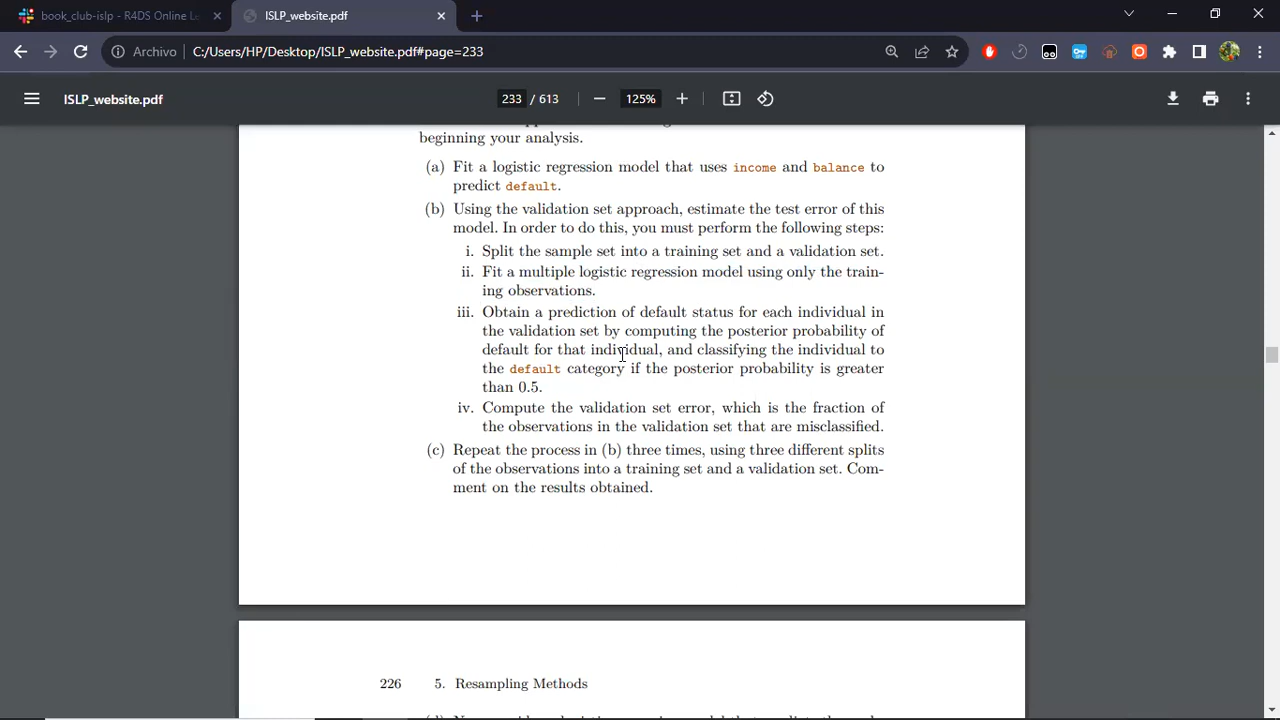 book_club-islp - R4DS Online Le
ISLP_website.pdf
Archivo
C:/Users/HP/Desktop/ISLP_website.pdf#page=233
ISLP_website.pdf
233 / 613
125%
beginning your analysis.
(a) Fit a logistic regression model that uses income and balance to
predict default.
(b) Using the validation set approach, estimate the test error of this
model. In order to do this, you must perform the following steps:
i. Split the sample set into a training set and a validation set.
ii. Fit a multiple logistic regression model using only the train-
ing observations.
iii. Obtain a prediction of default status for each individual in
the validation set by computing the posterior probability of
default for that individual, and classifying the individual to
the default category if the posterior probability is greater
than 0.5.
iv. Compute the validation set error, which is the fraction of
the observations in the validation set that are misclassified.
(c) Repeat the process in (b) three times, using three different splits
of the observations into a training set and a validation set. Com-
ment on the results obtained.
226 5. Resampling Methods